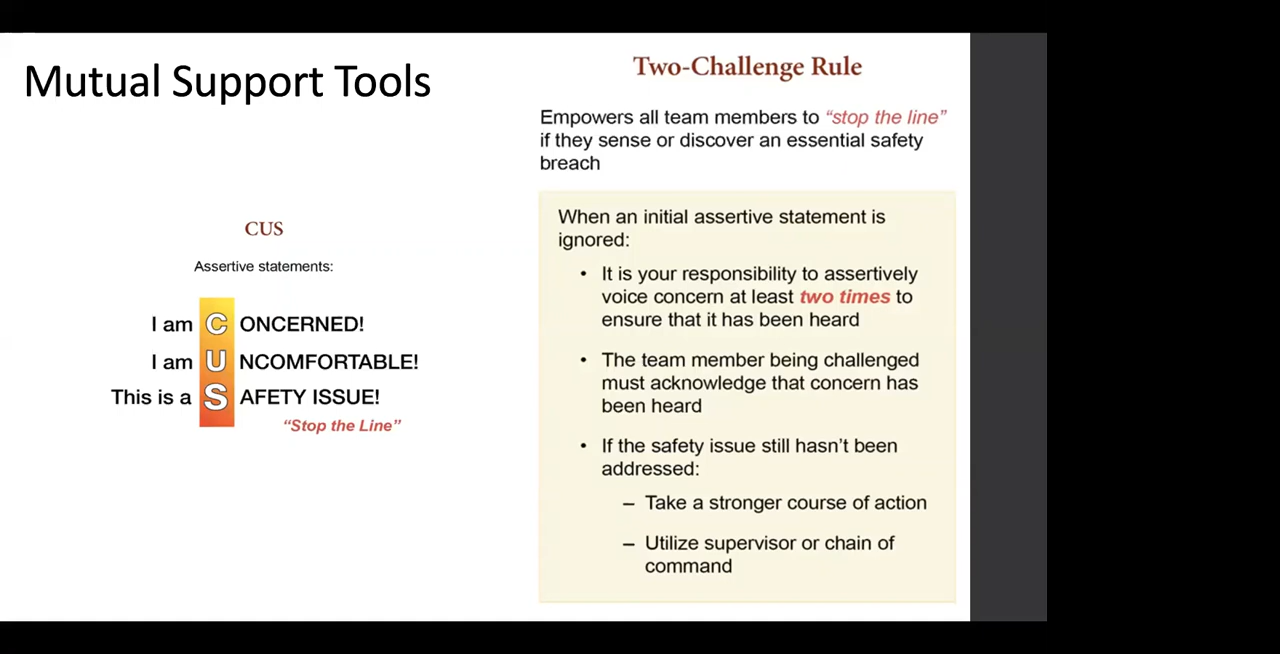 Mutual Support Tools
CUS
Assertive statements:
I am CONCERNED!
I am UNCOMFORTABLE!
This is a SAFETY ISSUE!
“Stop the Line”
Two-Challenge Rule
Empowers all team members to “stop the line”
if they sense or discover an essential safety
breach
When an initial assertive statement is
ignored:
• It is your responsibility to assertively
voice concern at least two times to
ensure that it has been heard
• The team member being challenged
must acknowledge that concern has
been heard
• If the safety issue still hasn’t been
addressed:
– Take a stronger course of action
– Utilize supervisor or chain of
command